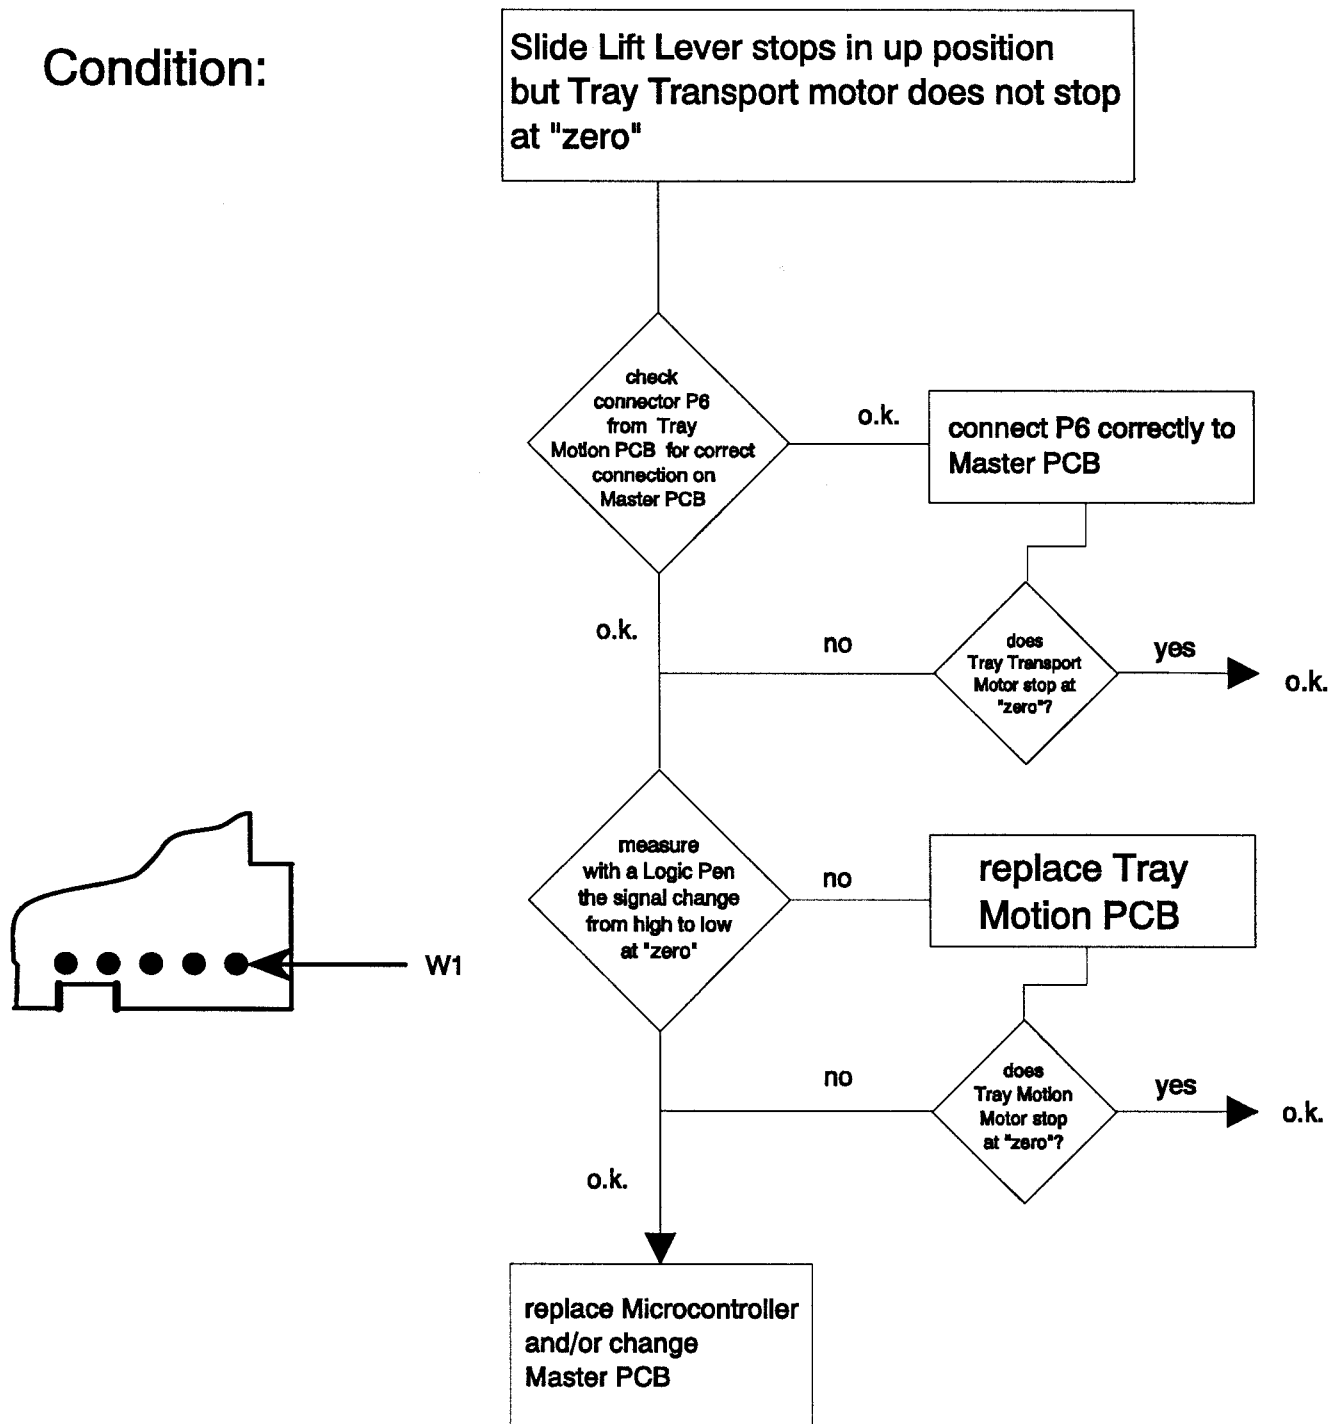 Condition:
Slide Lift Lever stops in up position
but Tray Transport motor does not stop
at "zero"
check
connector P6
from Tray
Motion PCB for correct
connection on
Master PCB
o.k.
connect P6 correctly to
Master PCB
o.k.
no
does
Tray Transport
Motor stop at
"zero"?
yes
o.k.
measure
with a Logic Pen
the signal change
from high to low
at "zero"
no
replace Tray
Motion PCB
W1
no
does
Tray Motion
Motor stop
at "zero"?
yes
o.k.
o.k.
replace Microcontroller
and/or change
Master PCB